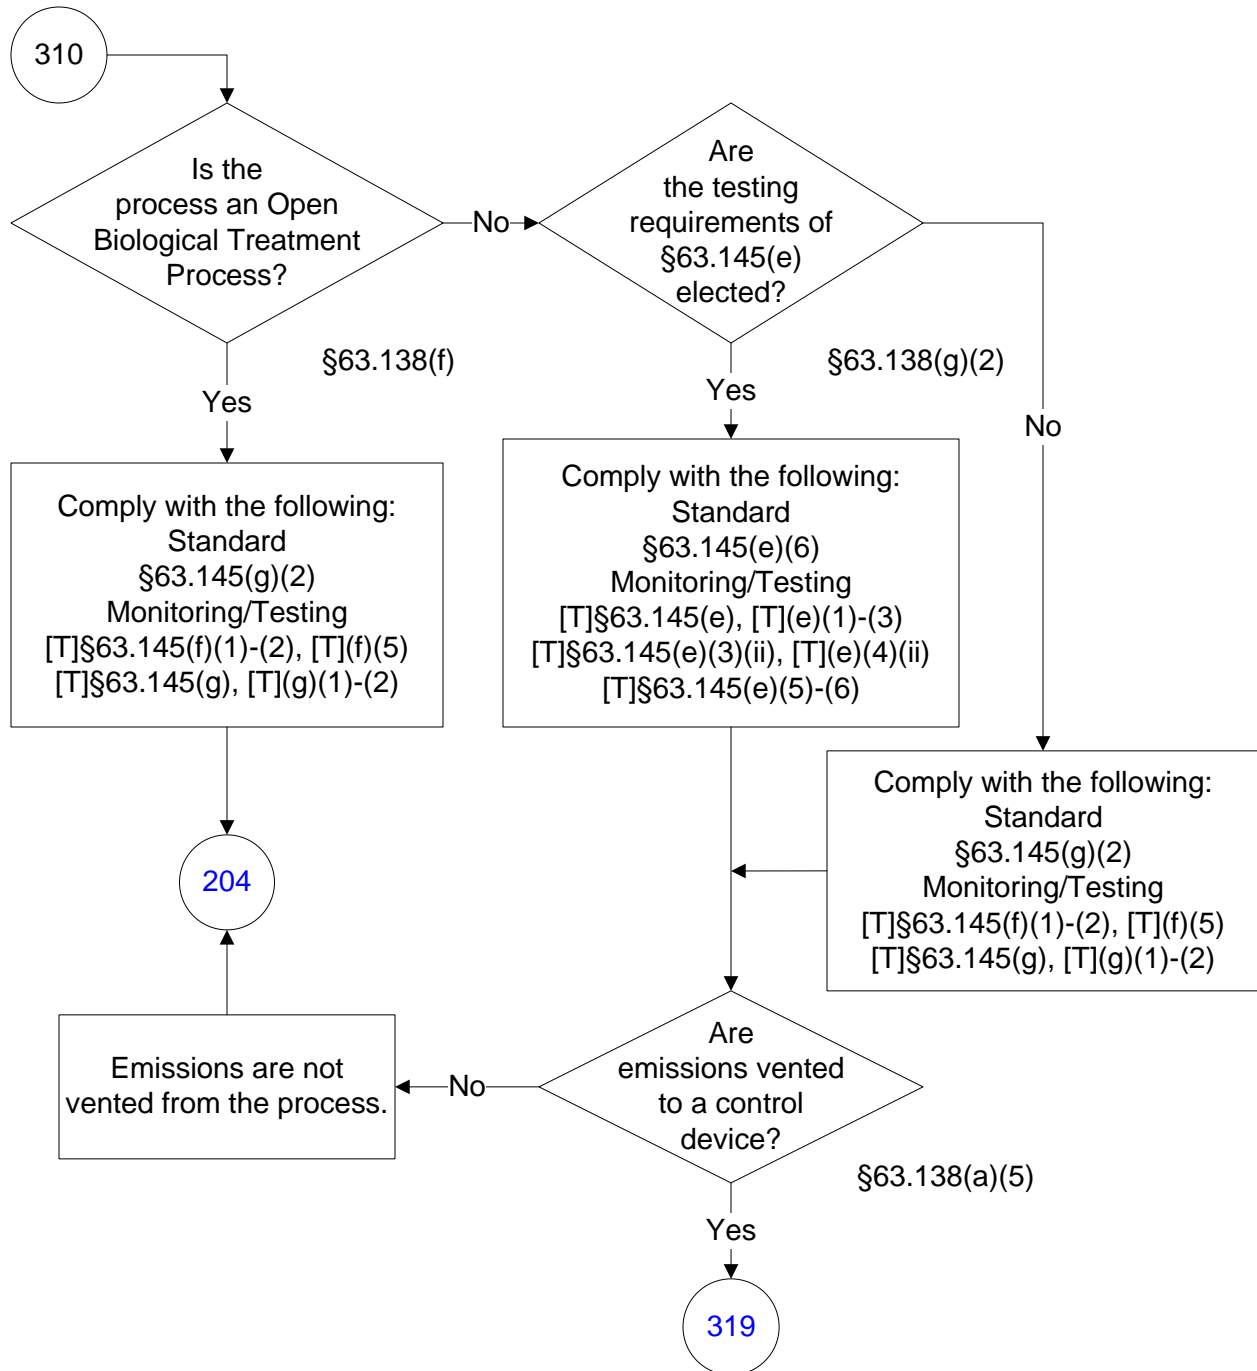 310
Is the
process an Open
Biological Treatment
Process?
No
Are
the testing
requirements of
§63.145(e)
elected?
§63.138(f)
§63.138(g)(2)
Yes
Yes
No
Comply with the following:
Standard
§63.145(g)(2)
Monitoring/Testing
[T]§63.145(f)(1)-(2), [T](f)(5)
[T]§63.145(g), [T](g)(1)-(2)
Comply with the following:
Standard
§63.145(e)(6)
Monitoring/Testing
[T]§63.145(e), [T](e)(1)-(3)
[T]§63.145(e)(3)(ii), [T](e)(4)(ii)
[T]§63.145(e)(5)-(6)
Comply with the following:
Standard
§63.145(g)(2)
Monitoring/Testing
[T]§63.145(f)(1)-(2), [T](f)(5)
[T]§63.145(g), [T](g)(1)-(2)
204
Emissions are not
vented from the process.
No
Are
emissions vented
to a control
device?
§63.138(a)(5)
Yes
319